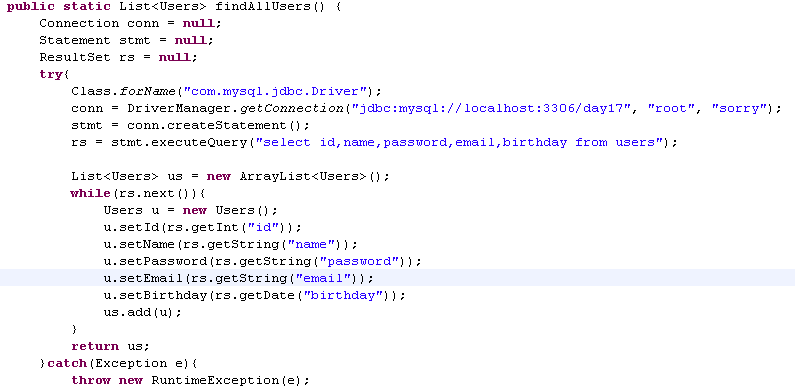 public static List<Users> findAllUsers() {
    Connection conn = null;
    Statement stmt = null;
    ResultSet rs = null;
    try{
        Class.forName("com.mysql.jdbc.Driver");
        conn = DriverManager.getConnection("jdbc:mysql://localhost:3306/day17", "root", "sorry");
        stmt = conn.createStatement();
        rs = stmt.executeQuery("select id,name,password,email,birthday from users");

        List<Users> us = new ArrayList<Users>();
        while(rs.next()){
            Users u = new Users();
            u.setId(rs.getInt("id"));
            u.setName(rs.getString("name"));
            u.setPassword(rs.getString("password"));
            u.setEmail(rs.getString("email"));
            u.setBirthday(rs.getDate("birthday"));
            us.add(u);
        }
        return us;
    }catch(Exception e){
        throw new RuntimeException(e);